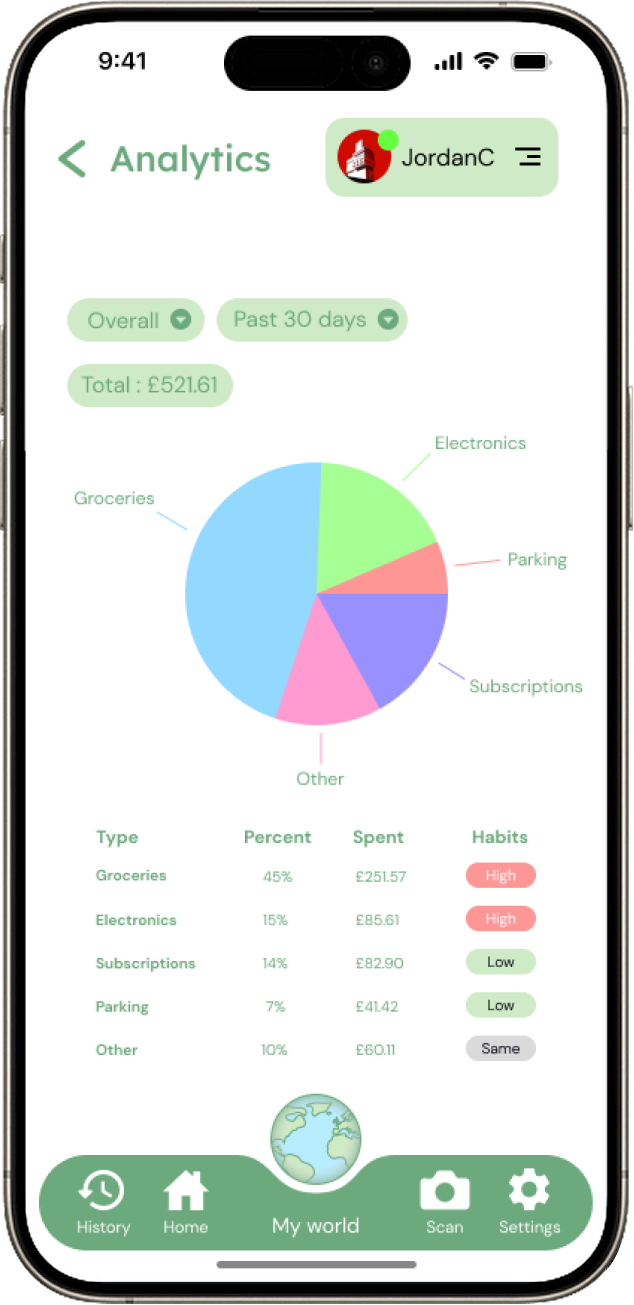 9:41
Analytics
JordanC
Overall
Past 30 days
Total : £521.61
Electronics
Groceries
Parking
Subscriptions
Other
Type Percent Spent Habits
Groceries 45% £251.57 High
Electronics 15% £85.61 High
Subscriptions 14% £82.90 Low
Parking 7% £41.42 Low
Other 10% £60.11 Same
History Home My world Scan Settings